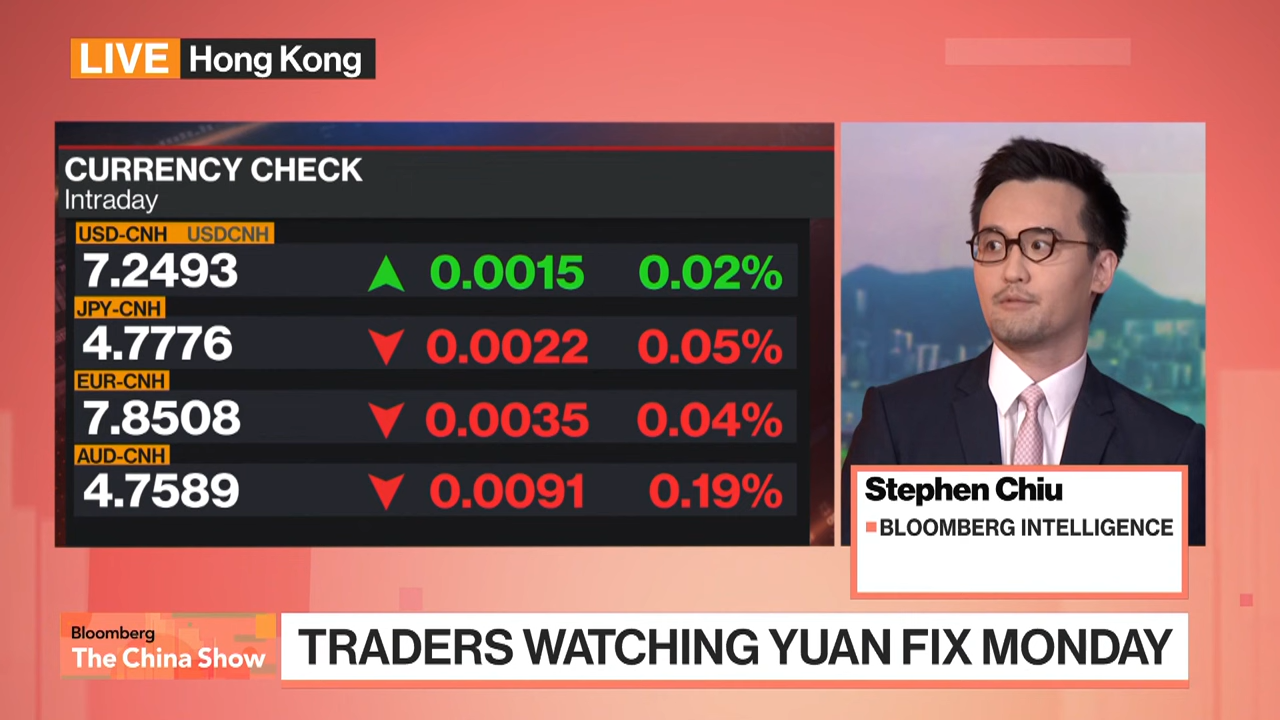 LIVE Hong Kong
CURRENCY CHECK
Intraday
USD-CNH USDCNH
7.2493 ▲ 0.0015 0.02%
JPY-CNH
4.7776 ▼ 0.0022 0.05%
EUR-CNH
7.8508 ▼ 0.0035 0.04%
AUD-CNH
4.7589 ▼ 0.0091 0.19%
Stephen Chiu
BLOOMBERG INTELLIGENCE
Bloomberg
The China Show
TRADERS WATCHING YUAN FIX MONDAY